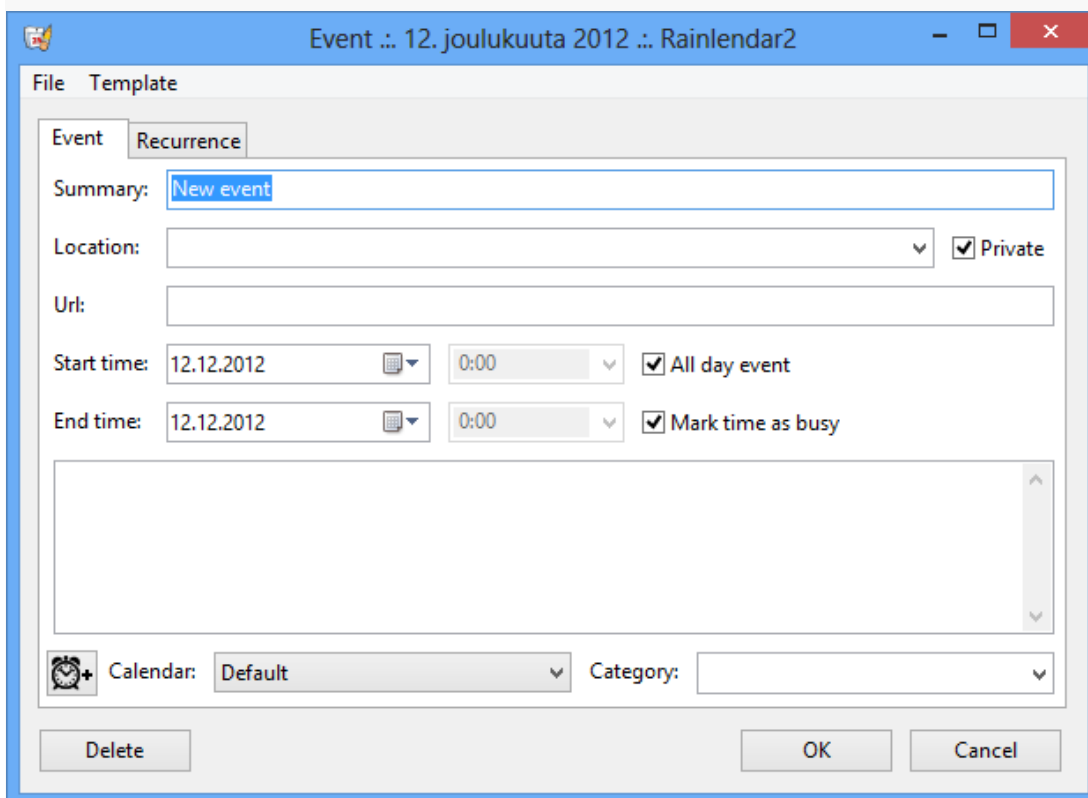 Event .:. 12. joulukuuta 2012 .:. Rainlendar2
File Template
Event Recurrence
Summary: New event
Location: Private
Url:
Start time: 12.12.2012 0:00 All day event
End time: 12.12.2012 0:00 Mark time as busy
Calendar: Default Category:
Delete OK Cancel